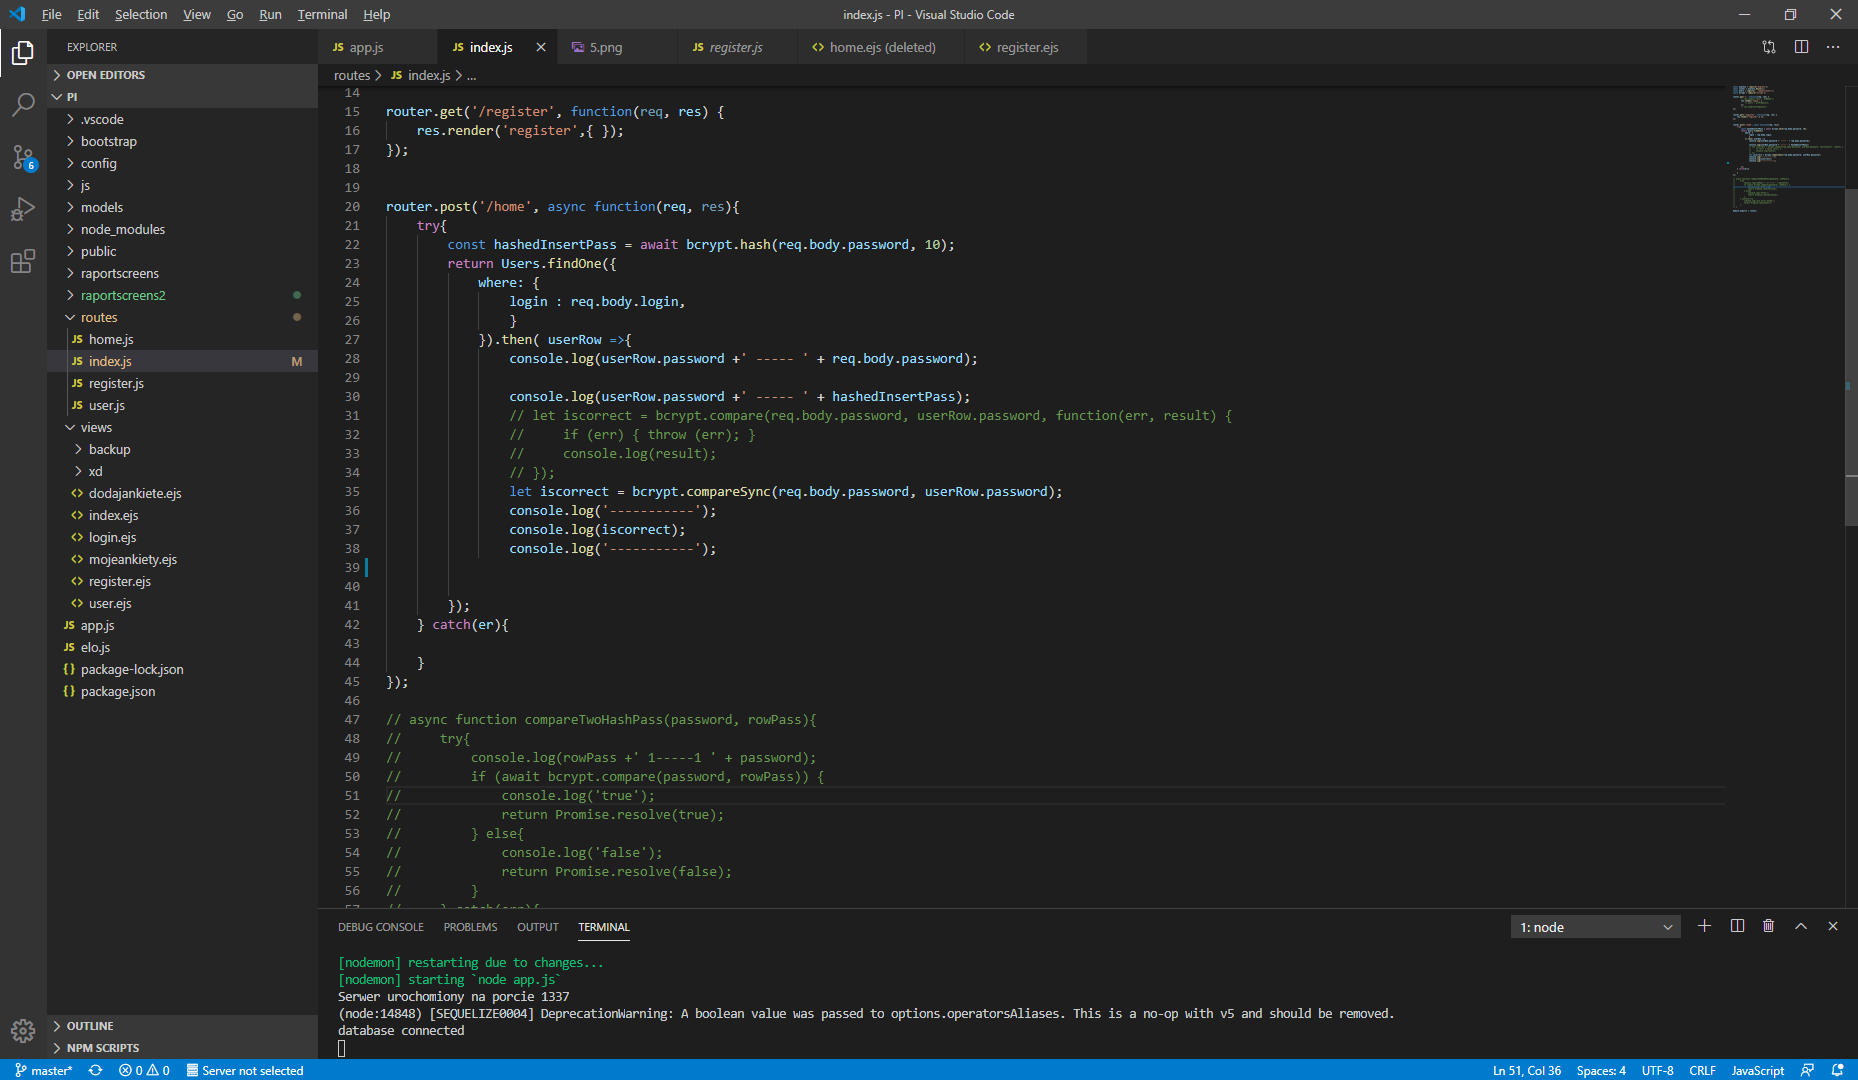 File Edit Selection View Go Run Terminal Help
index.js - PI - Visual Studio Code
EXPLORER
OPEN EDITORS
PI
.vscode
bootstrap
config
js
models
node_modules
public
raportscreens
raportscreens2
routes
JS home.js
JS index.js M
JS register.js
JS user.js
views
backup
xd
<> dodajankiete.ejs
<> index.ejs
<> login.ejs
<> mojeankiety.ejs
<> register.ejs
<> user.ejs
JS app.js
JS elo.js
{} package-lock.json
{} package.json
OUTLINE
NPM SCRIPTS
6
JS app.js JS index.js 5.png JS register.js <> home.ejs (deleted) <> register.ejs
routes > JS index.js > ...
14
15 router.get('/register', function(req, res) {
16 res.render('register',{ });
17 });
18
19
20 router.post('/home', async function(req, res){
21 try{
22 const hashedInsertPass = await bcrypt.hash(req.body.password, 10);
23 return Users.findOne({
24 where: {
25 login : req.body.login,
26 }
27 }).then( userRow =>{
28 console.log(userRow.password +' ----- ' + req.body.password);
29
30 console.log(userRow.password +' ----- ' + hashedInsertPass);
31 // let iscorrect = bcrypt.compare(req.body.password, userRow.password, function(err, result) {
32 // if (err) { throw (err); }
33 // console.log(result);
34 // });
35 let iscorrect = bcrypt.compareSync(req.body.password, userRow.password);
36 console.log('-----------');
37 console.log(iscorrect);
38 console.log('-----------');
39
40
41 });
42 } catch(er){
43
44 }
45 });
46
47 // async function compareTwoHashPass(password, rowPass){
48 // try{
49 // console.log(rowPass +' 1-----1 ' + password);
50 // if (await bcrypt.compare(password, rowPass)) {
51 // console.log('true');
52 // return Promise.resolve(true);
53 // } else{
54 // console.log('false');
55 // return Promise.resolve(false);
56 // }
57 // } catch(err){
DEBUG CONSOLE PROBLEMS OUTPUT TERMINAL
1: node
[nodemon] restarting due to changes...
[nodemon] starting `node app.js`
Serwer urochomiony na porcie 1337
(node:14848) [SEQUELIZE0004] DeprecationWarning: A boolean value was passed to options.operatorsAliases. This is a no-op with v5 and should be removed.
database connected
master* 0 0 Server not selected
Ln 51, Col 36 Spaces: 4 UTF-8 CRLF JavaScript